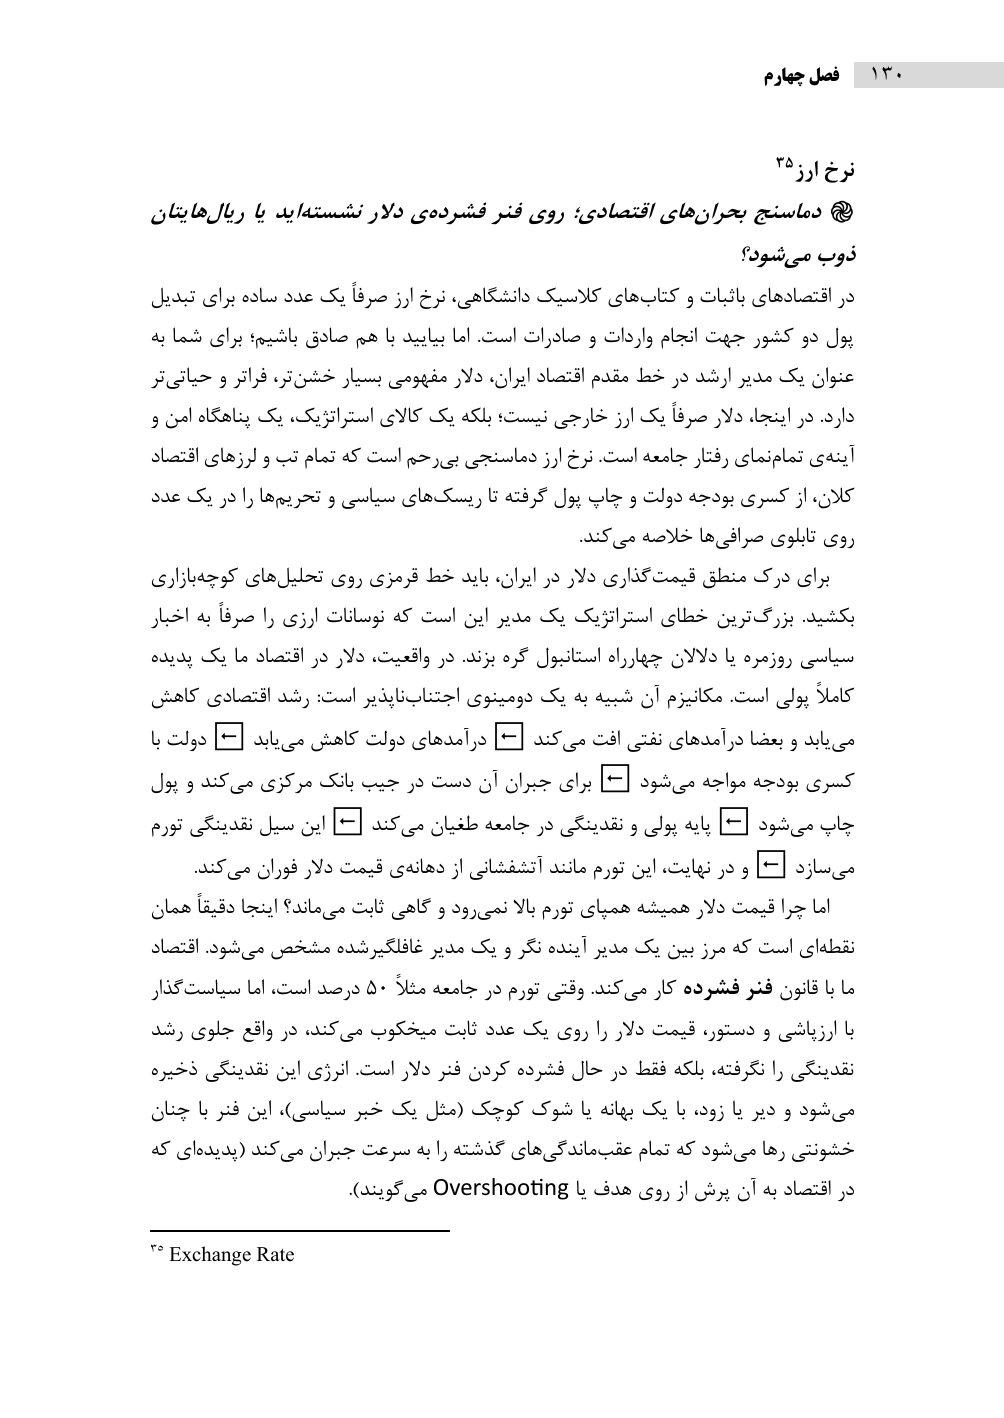 ۱۳۰ فصل چهارم
نرخ ارز۳۵
دماسنج بحران‌های اقتصادی؛ روی فنر فشرده‌ی دلار نشسته‌اید یا ریال‌هایتان
ذوب می‌شود؟
در اقتصادهای باثبات و کتاب‌های کلاسیک دانشگاهی، نرخ ارز صرفاً یک عدد ساده برای تبدیل
پول دو کشور جهت انجام واردات و صادرات است. اما بیایید با هم صادق باشیم؛ برای شما به
عنوان یک مدیر ارشد در خط مقدم اقتصاد ایران، دلار مفهومی بسیار خشن‌تر، فراتر و حیاتی‌تر
دارد. در اینجا، دلار صرفاً یک ارز خارجی نیست؛ بلکه یک کالای استراتژیک، یک پناهگاه امن و
آینه‌ی تمام‌نمای رفتار جامعه است. نرخ ارز دماسنجی بی‌رحم است که تمام تب و لرزهای اقتصاد
کلان، از کسری بودجه دولت و چاپ پول گرفته تا ریسک‌های سیاسی و تحریم‌ها را در یک عدد
روی تابلوی صرافی‌ها خلاصه می‌کند.
برای درک منطق قیمت‌گذاری دلار در ایران، باید خط قرمزی روی تحلیل‌های کوچه‌بازاری
بکشید. بزرگ‌ترین خطای استراتژیک یک مدیر این است که نوسانات ارزی را صرفاً به اخبار
سیاسی روزمره یا دلالان چهارراه استانبول گره بزند. در واقعیت، دلار در اقتصاد ما یک پدیده
کاملاً پولی است. مکانیزم آن شبیه به یک دومینوی اجتناب‌ناپذیر است: رشد اقتصادی کاهش
می‌یابد و بعضا درآمدهای نفتی افت می‌کند ← درآمدهای دولت کاهش می‌یابد ← دولت با
کسری بودجه مواجه می‌شود ← برای جبران آن دست در جیب بانک مرکزی می‌کند و پول
چاپ می‌شود ← پایه پولی و نقدینگی در جامعه طغیان می‌کند ← این سیل نقدینگی تورم
می‌سازد ← و در نهایت، این تورم مانند آتشفشانی از دهانه‌ی قیمت دلار فوران می‌کند.
اما چرا قیمت دلار همیشه همپای تورم بالا نمی‌رود و گاهی ثابت می‌ماند؟ اینجا دقیقاً همان
نقطه‌ای است که مرز بین یک مدیر آینده نگر و یک مدیر غافلگیرشده مشخص می‌شود. اقتصاد
ما با قانون فنر فشرده کار می‌کند. وقتی تورم در جامعه مثلاً ۵۰ درصد است، اما سیاست‌گذار
با ارزپاشی و دستور، قیمت دلار را روی یک عدد ثابت میخکوب می‌کند، در واقع جلوی رشد
نقدینگی را نگرفته، بلکه فقط در حال فشرده کردن فنر دلار است. انرژی این نقدینگی ذخیره
می‌شود و دیر یا زود، با یک بهانه یا شوک کوچک (مثل یک خبر سیاسی)، این فنر با چنان
خشونتی رها می‌شود که تمام عقب‌ماندگی‌های گذشته را به سرعت جبران می‌کند (پدیده‌ای که
در اقتصاد به آن پرش از روی هدف یا Overshooting می‌گویند).
۳۵ Exchange Rate